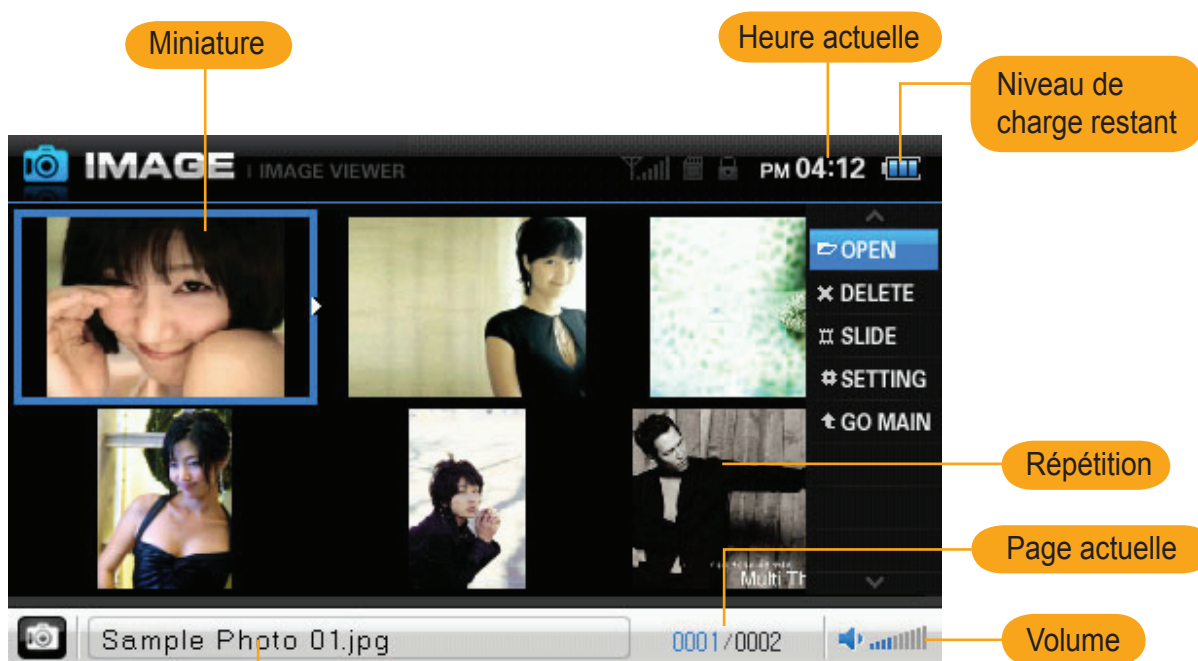 Miniature
Heure actuelle
Niveau de
charge restant
IMAGE | IMAGE VIEWER
PM 04:12
OPEN
DELETE
SLIDE
SETTING
GO MAIN
Répétition
Page actuelle
Multi Th
Sample Photo 01.jpg
0001/0002
Volume